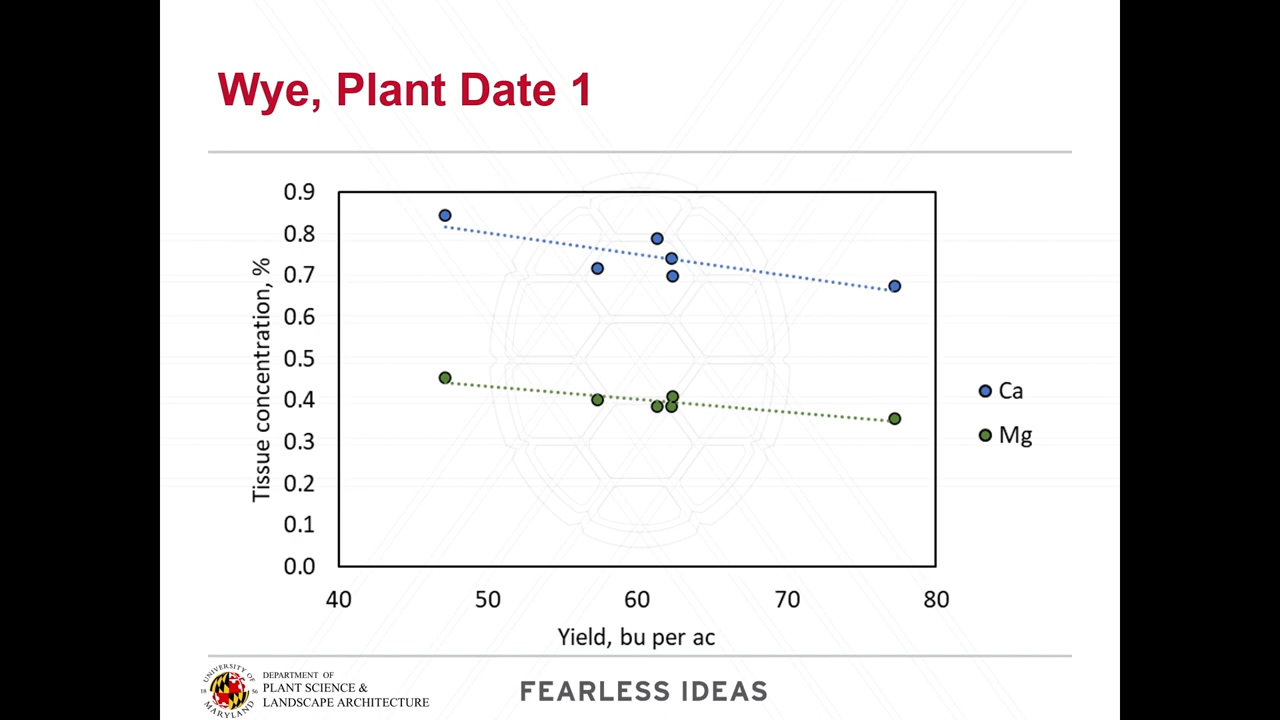 Wye, Plant Date 1
Tissue concentration, %
0.9
0.8
0.7
0.6
0.5
0.4
0.3
0.2
0.1
0.0
40 50 60 70 80
Yield, bu per ac
Ca
Mg
UNIVERSITY OF
18 56
MARYLAND
DEPARTMENT OF
PLANT SCIENCE &
LANDSCAPE ARCHITECTURE
FEARLESS IDEAS